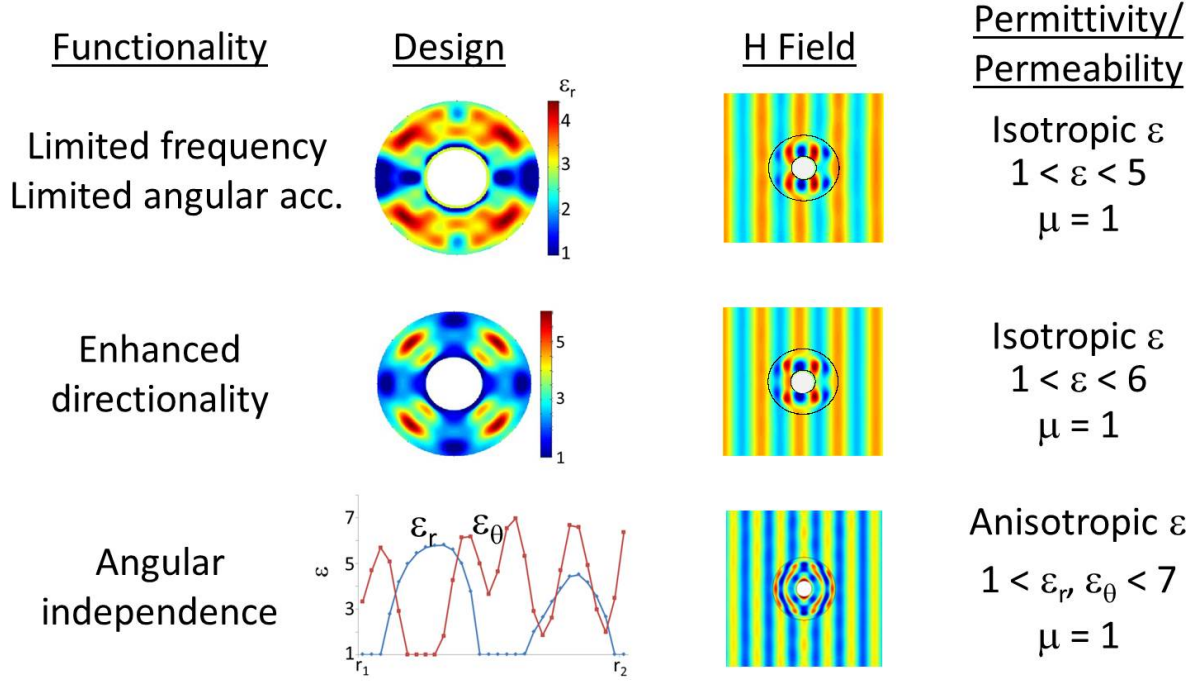 Functionality
Design
H Field
Permittivity/
Permeability
Limited frequency
Limited angular acc.
εr
4
3
2
1
Isotropic ε
1 < ε < 5
μ = 1
Enhanced
directionality
5
3
1
Isotropic ε
1 < ε < 6
μ = 1
Angular
independence
ε
7
5
3
1
εr
εθ
r1
r2
Anisotropic ε
1 < εr, εθ < 7
μ = 1